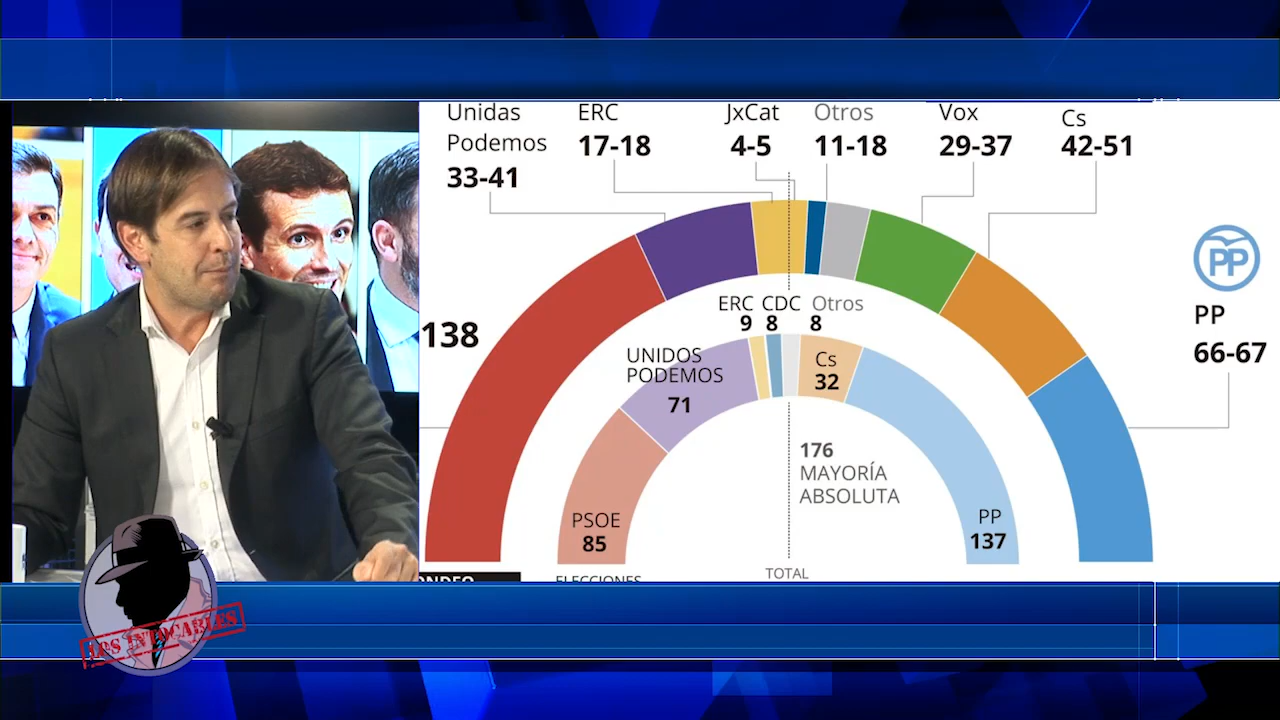 Unidas
Podemos
33-41
ERC
17-18
JxCat
4-5
Otros
11-18
Vox
29-37
Cs
42-51
PP
PP
66-67
138
ERC
9
CDC
8
Otros
8
UNIDOS
PODEMOS
71
Cs
32
176
MAYORÍA
ABSOLUTA
PSOE
85
PP
137
ONDEO
ELECCIONES
TOTAL
LOS INTOCABLES